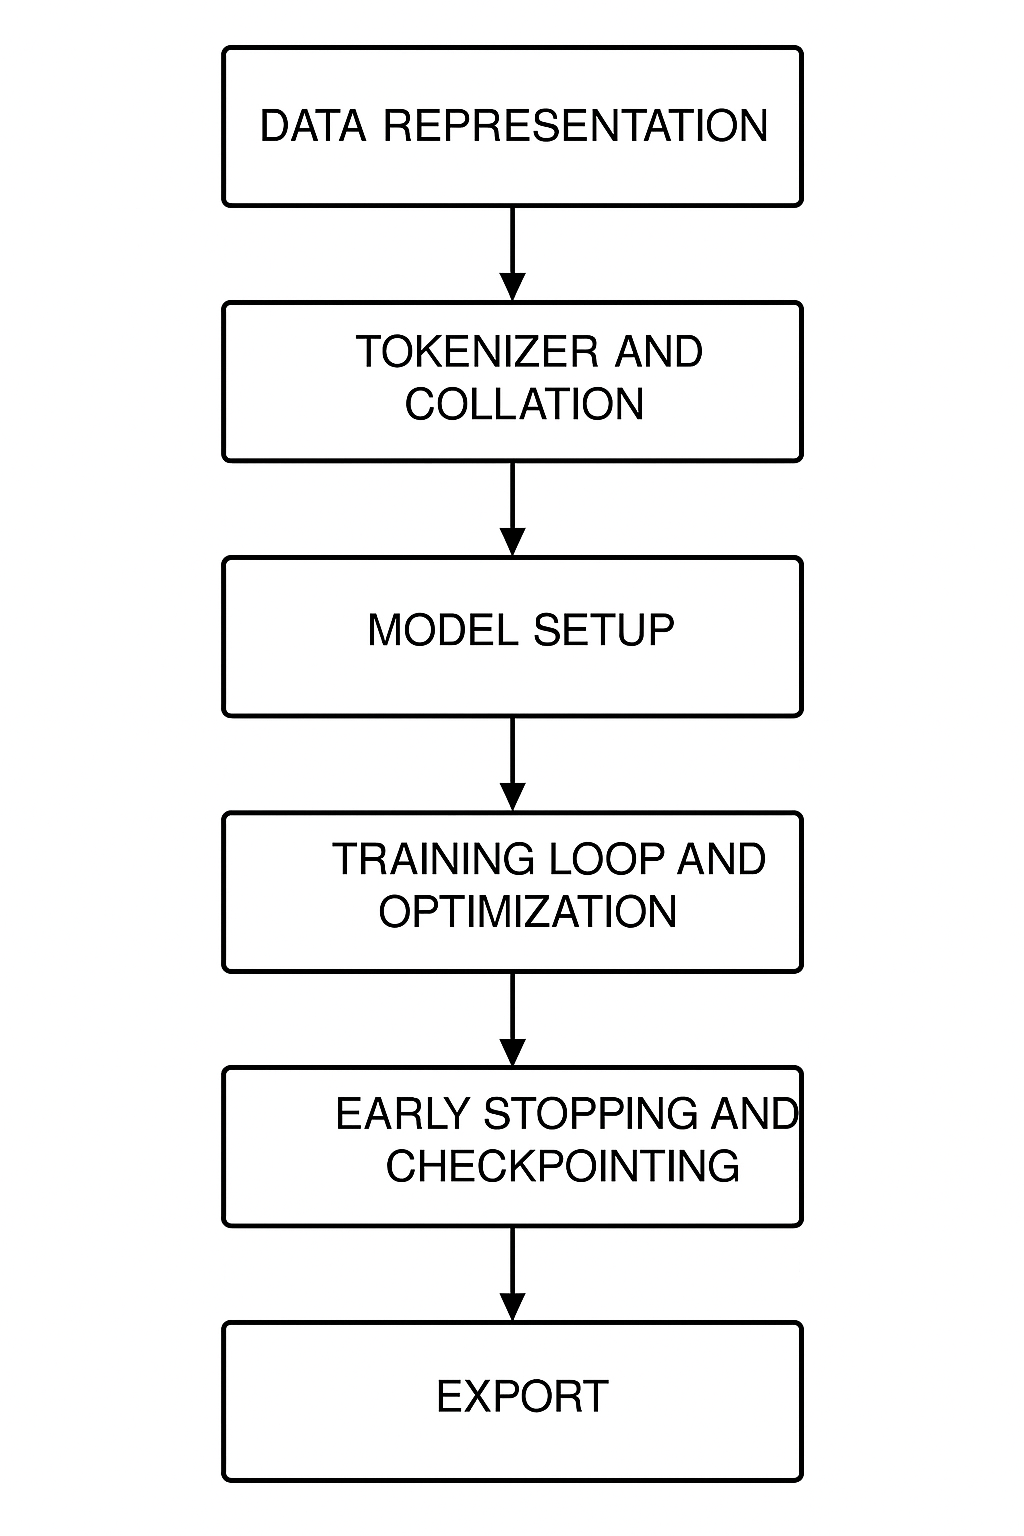 DATA REPRESENTATION
TOKENIZER AND
COLLATION
MODEL SETUP
TRAINING LOOP AND
OPTIMIZATION
EARLY STOPPING AND
CHECKPOINTING
EXPORT